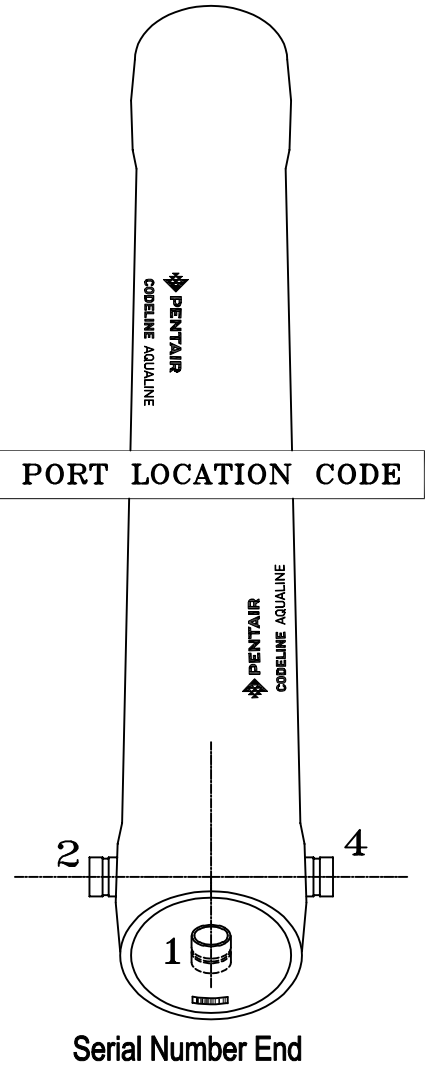 PENTAIR
CODELINE AQUALINE
PORT LOCATION CODE
PENTAIR
CODELINE AQUALINE
2
4
1
Serial Number End